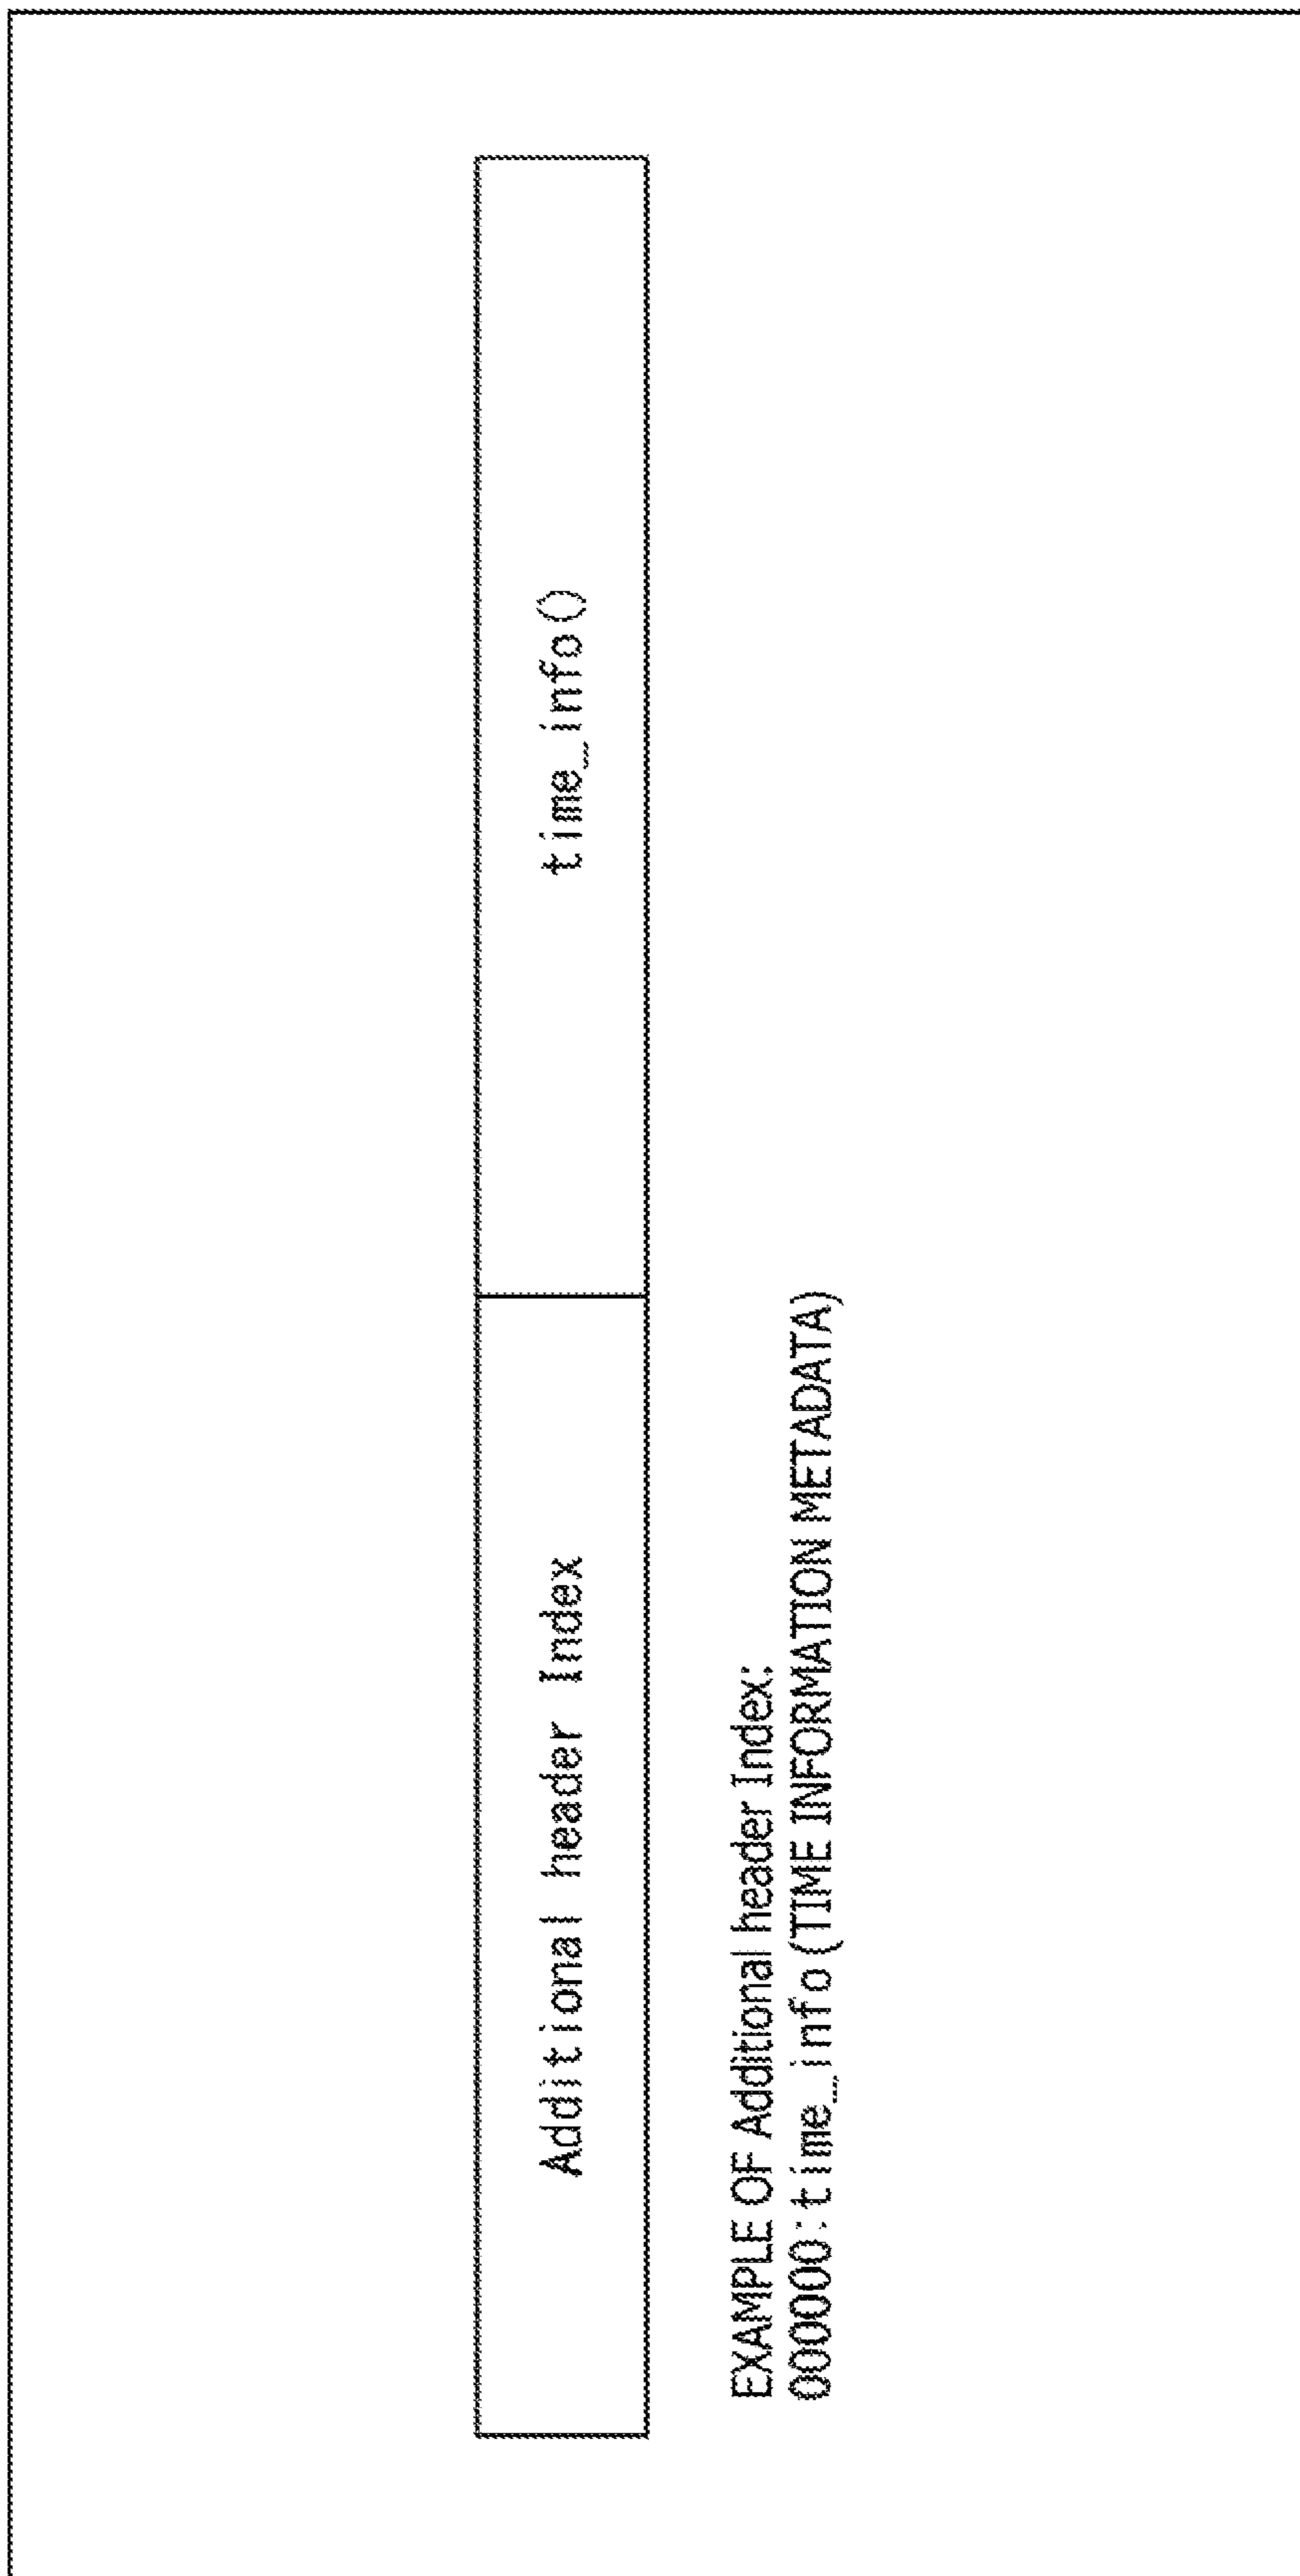 Additional header Index
time_info()
EXAMPLE OF Additional header Index:
000000:time_info(TIME INFORMATION METADATA)